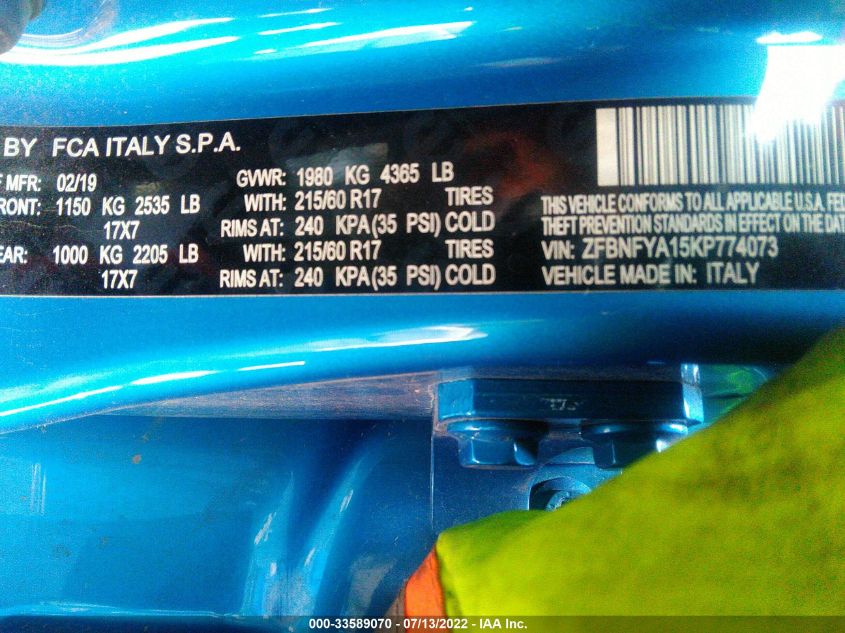 BY FCA ITALY S.P.A.
F MFR: 02/19 GVWR: 1980 KG 4365 LB
RONT: 1150 KG 2535 LB WITH: 215/60 R17 TIRES
17X7 RIMS AT: 240 KPA(35 PSI) COLD
EAR: 1000 KG 2205 LB WITH: 215/60 R17 TIRES
17X7 RIMS AT: 240 KPA(35 PSI) COLD
THIS VEHICLE CONFORMS TO ALL APPLICABLE U.S.A. FED
THEFT PREVENTION STANDARDS IN EFFECT ON THE DAT
VIN: ZFBNFYA15KP774073
VEHICLE MADE IN: ITALY
000-33589070 - 07/13/2022 - IAA Inc.